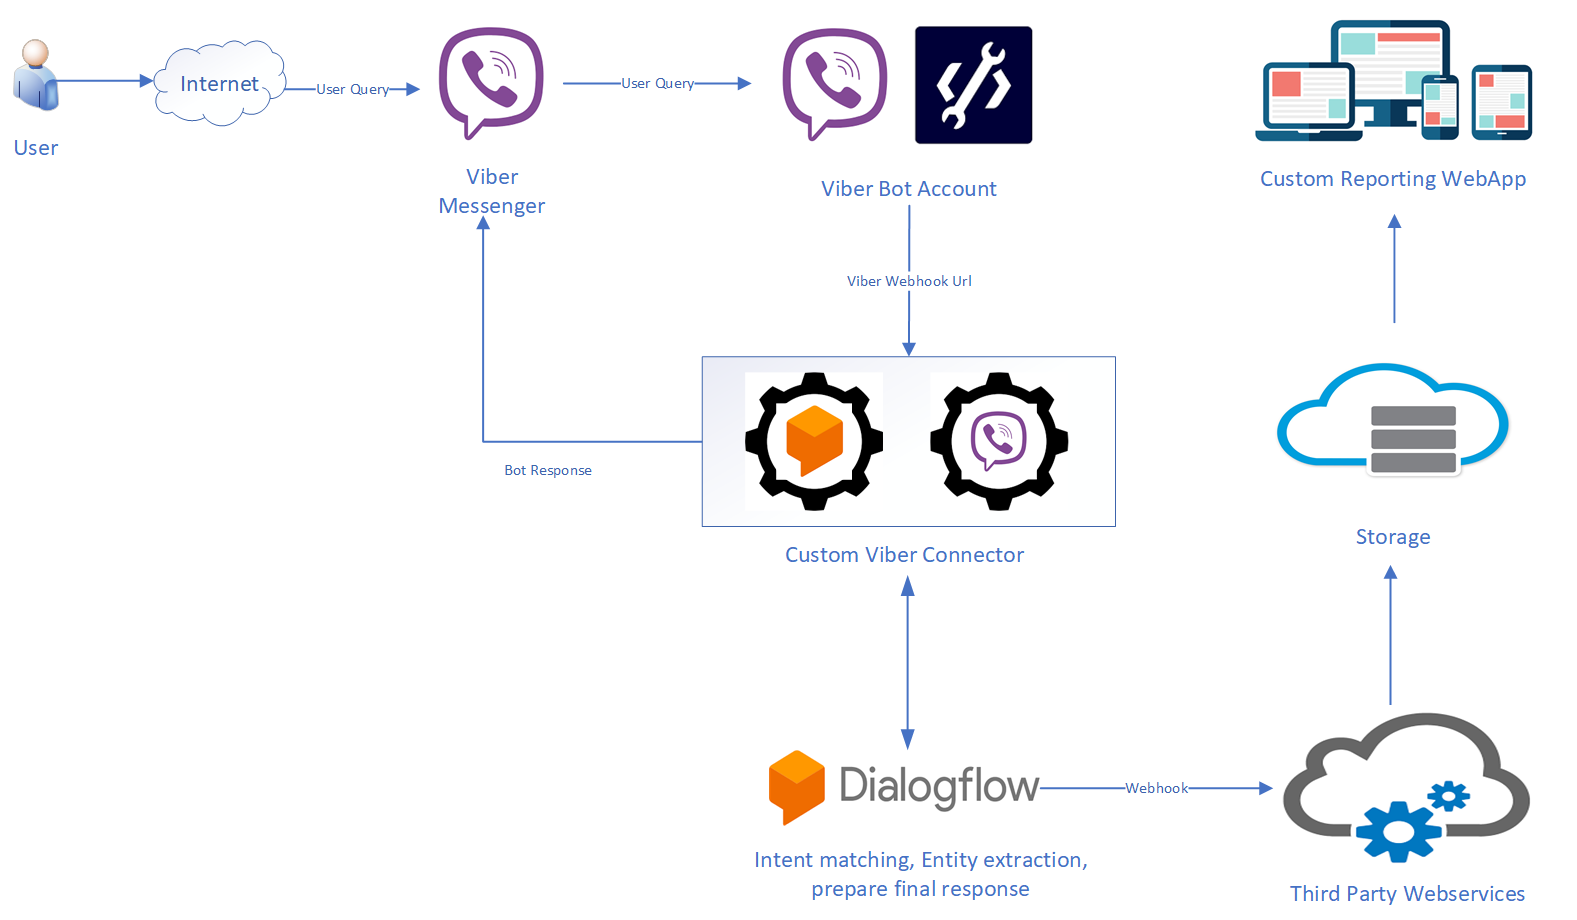 Internet
User Query
User Query
User
Viber
Messenger
Viber Bot Account
Custom Reporting WebApp
Viber Webhook Url
Bot Response
Custom Viber Connector
Storage
Dialogflow
Webhook
Intent matching, Entity extraction,
prepare final response
Third Party Webservices